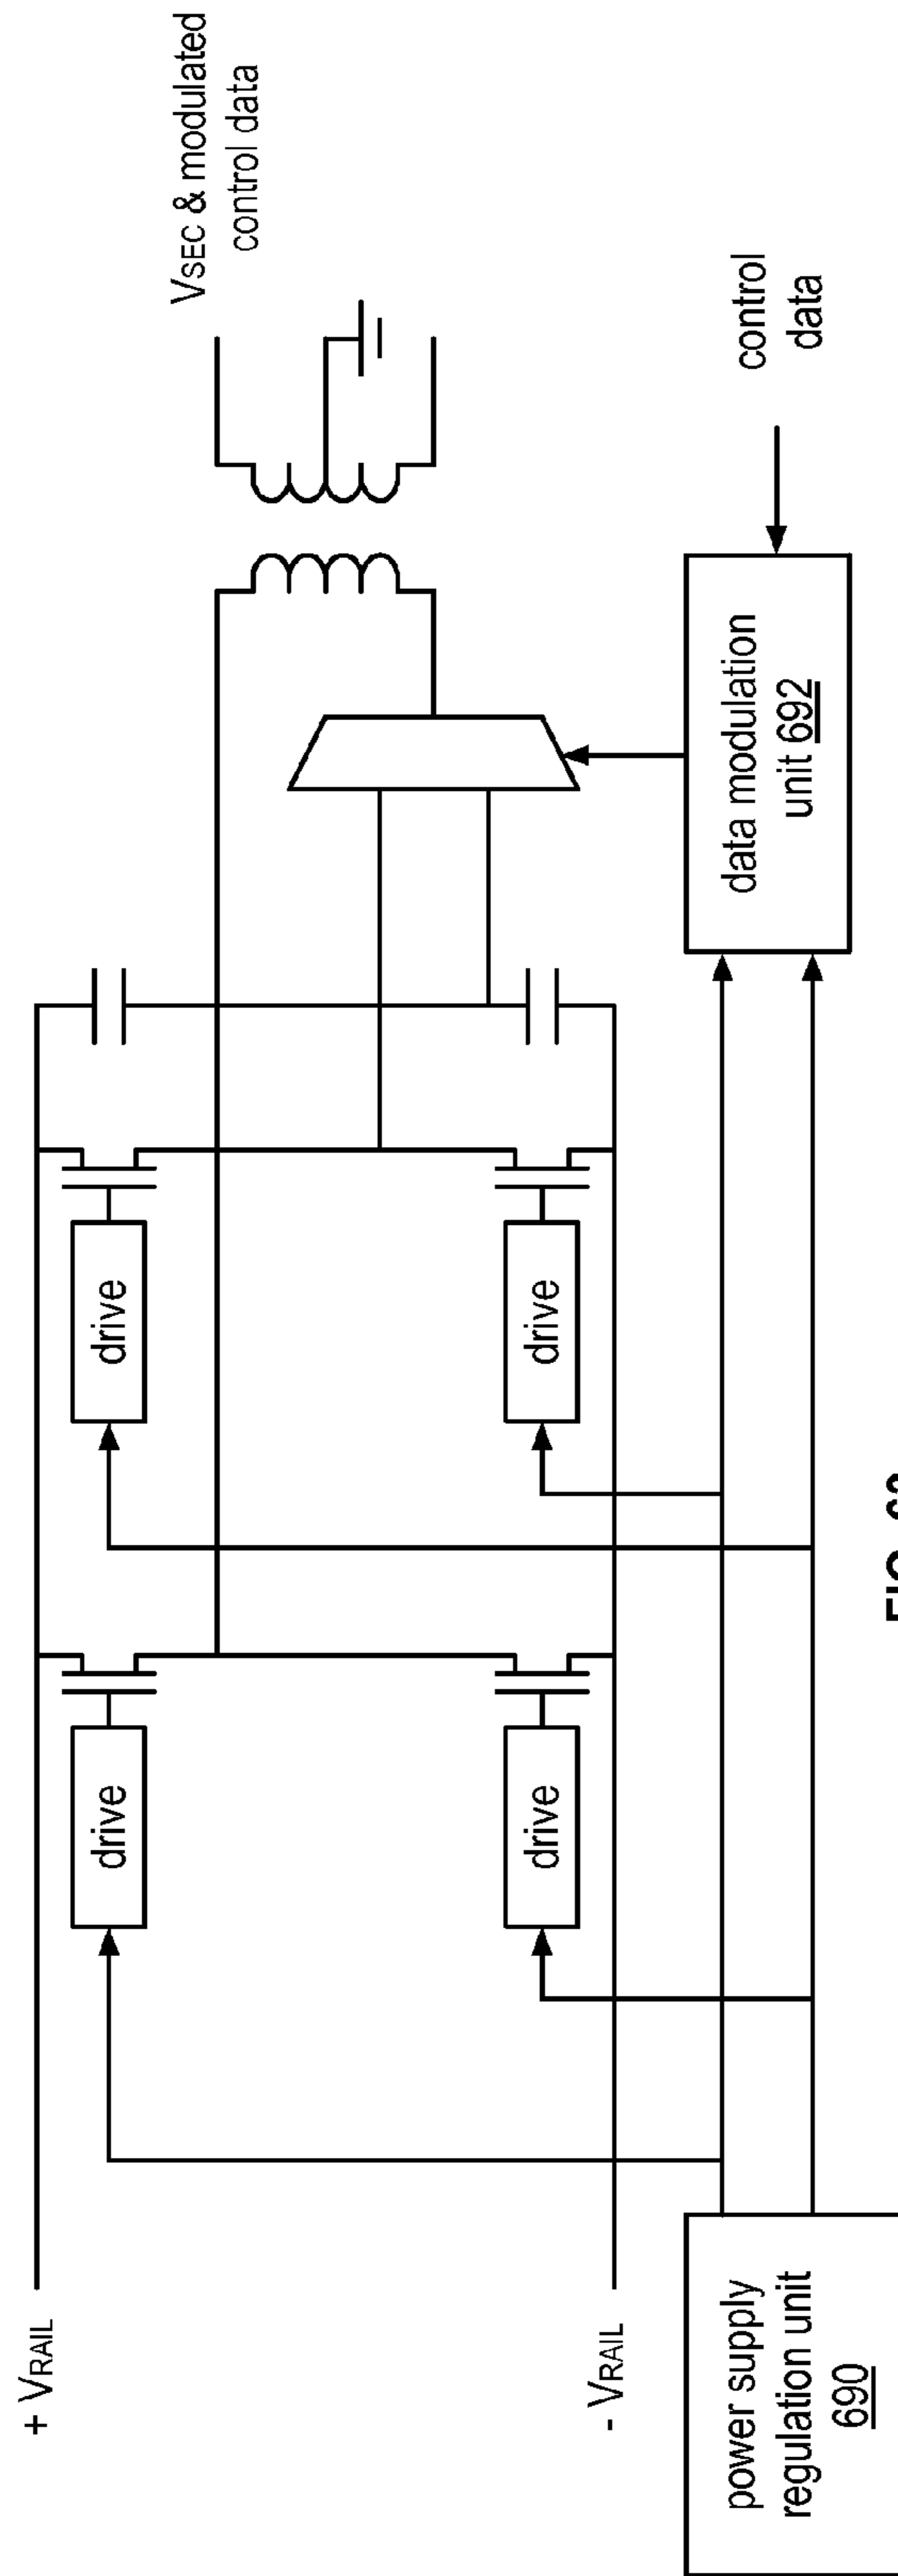 + VRAIL
VSEC & modulated
control data
drive
drive
drive
drive
- VRAIL
power supply
regulation unit
690
data modulation
unit 692
control
data
FIG.